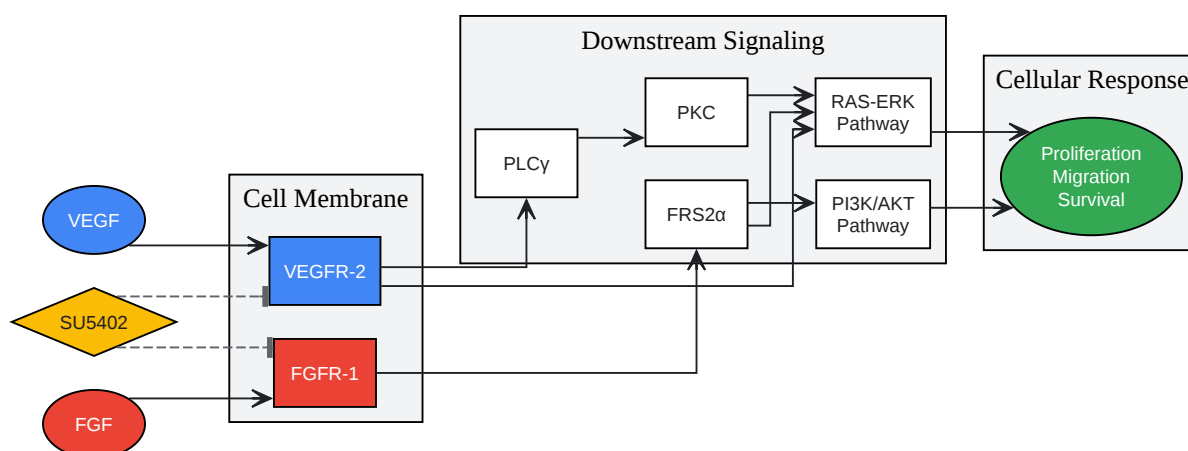 Downstream Signaling
Cellular Response
PKC
RAS-ERK
Pathway
PLCγ
Proliferation
Migration
Survival
Cell Membrane
FRS2α
PI3K/AKT
Pathway
VEGF
VEGFR-2
SU5402
FGFR-1
FGF